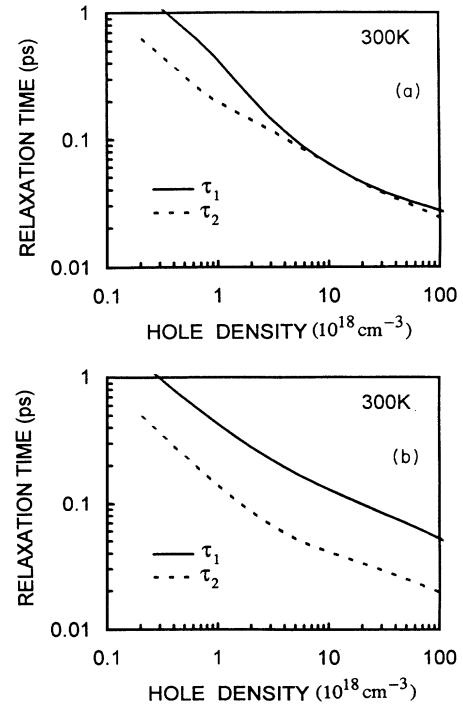 1
300K
(a)
0.1
τ1
τ2
0.01
0.1 1 10 100
HOLE DENSITY (10^18 cm^-3)
RELAXATION TIME (ps)
1
300K
(b)
0.1
τ1
τ2
0.01
0.1 1 10 100
HOLE DENSITY (10^18 cm^-3)
RELAXATION TIME (ps)